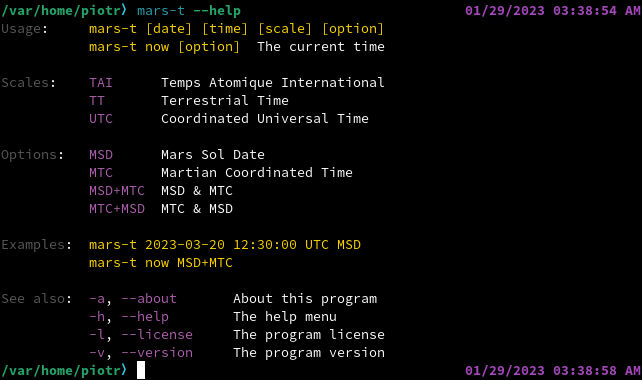 /var/home/piotr⟩ mars-t --help 01/29/2023 03:38:54 AM
Usage: mars-t [date] [time] [scale] [option]
mars-t now [option] The current time
Scales: TAI Temps Atomique International
TT Terrestrial Time
UTC Coordinated Universal Time
Options: MSD Mars Sol Date
MTC Martian Coordinated Time
MSD+MTC MSD & MTC
MTC+MSD MTC & MSD
Examples: mars-t 2023-03-20 12:30:00 UTC MSD
mars-t now MSD+MTC
See also: -a, --about About this program
-h, --help The help menu
-l, --license The program license
-v, --version The program version
/var/home/piotr⟩ 01/29/2023 03:38:58 AM